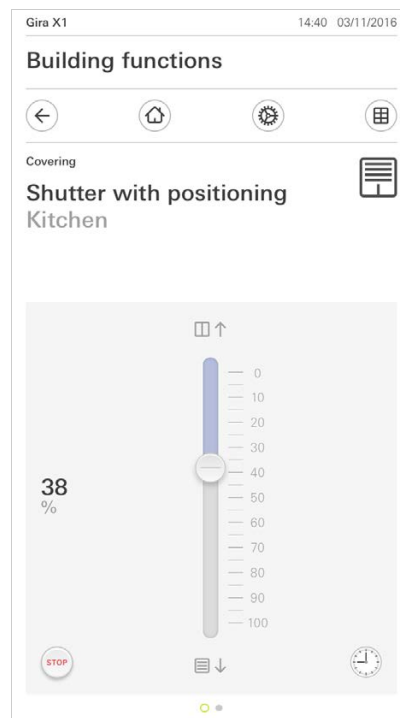 Gira X1 14:40 03/11/2016
Building functions
Covering
Shutter with positioning
Kitchen
0
10
20
30
40
50
60
70
80
90
100
38
%
STOP